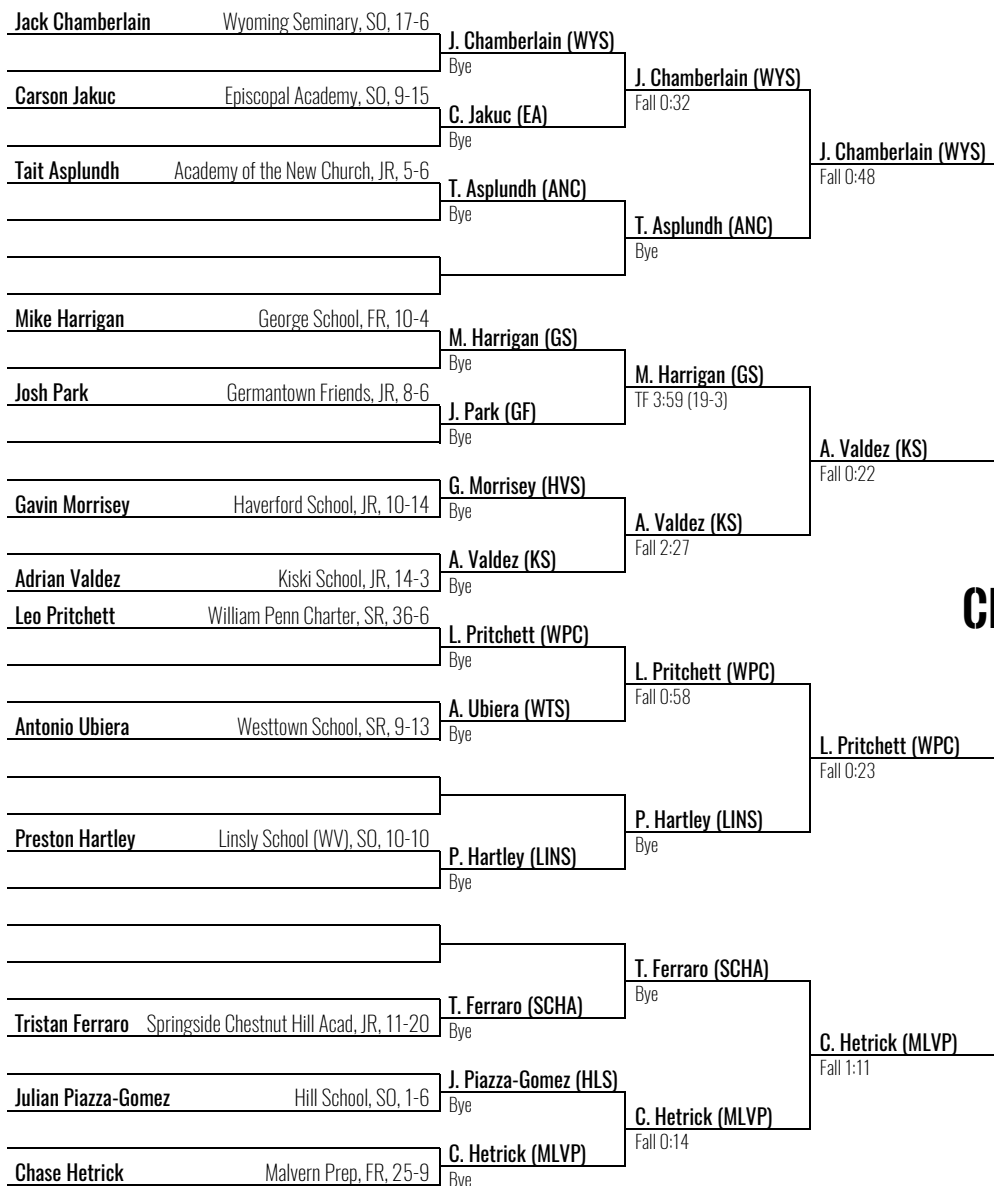 Jack Chamberlain Wyoming Seminary, SO, 17-6
J. Chamberlain (WYS)
Bye
J. Chamberlain (WYS)
Fall 0:32
Carson Jakuc Episcopal Academy, SO, 9-15
C. Jakuc (EA)
Bye
J. Chamberlain (WYS)
Fall 0:48
Tait Asplundh Academy of the New Church, JR, 5-6
T. Asplundh (ANC)
Bye
T. Asplundh (ANC)
Bye
Mike Harrigan George School, FR, 10-4
M. Harrigan (GS)
Bye
M. Harrigan (GS)
TF 3:59 (19-3)
Josh Park Germantown Friends, JR, 8-6
J. Park (GF)
Bye
A. Valdez (KS)
Fall 0:22
G. Morrisey (HVS)
Gavin Morrisey Haverford School, JR, 10-14
Bye
A. Valdez (KS)
Fall 2:27
A. Valdez (KS)
Adrian Valdez Kiski School, JR, 14-3
Bye
Leo Pritchett William Penn Charter, SR, 36-6
L. Pritchett (WPC)
Bye
L. Pritchett (WPC)
Fall 0:58
A. Ubiera (WTS)
Antonio Ubiera Westtown School, SR, 9-13
Bye
L. Pritchett (WPC)
Fall 0:23
P. Hartley (LINS)
Bye
Preston Hartley Linsly School (WV), SO, 10-10
P. Hartley (LINS)
Bye
T. Ferraro (SCHA)
Bye
T. Ferraro (SCHA)
Tristan Ferraro Springside Chestnut Hill Acad, JR, 11-20
Bye
C. Hetrick (MLVP)
Fall 1:11
J. Piazza-Gomez (HLS)
Julian Piazza-Gomez Hill School, SO, 1-6
Bye
C. Hetrick (MLVP)
Fall 0:14
C. Hetrick (MLVP)
Chase Hetrick Malvern Prep, FR, 25-9
Bye